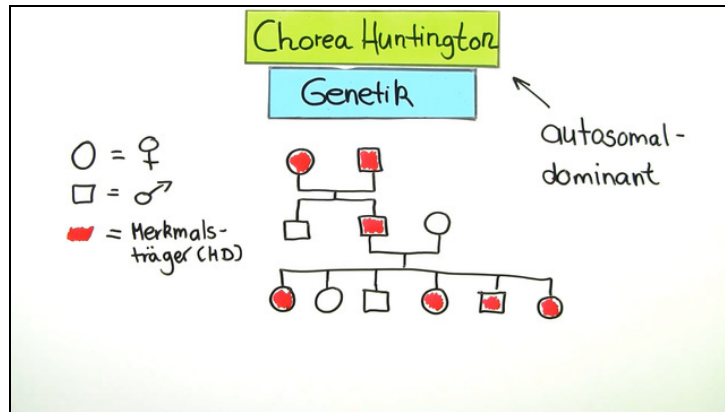 Chorea Huntington
Genetik
autosomal-
dominant
○ = ♀
□ = ♂
= Merkmals-
träger (HD)